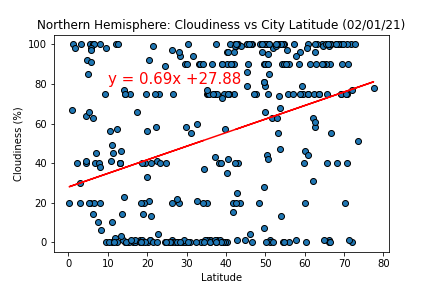 Northern Hemisphere: Cloudiness vs City Latitude (02/01/21)
100
80
60
40
20
0
Cloudiness (%)
y = 0.69x +27.88
0 10 20 30 40 50 60 70 80
Latitude